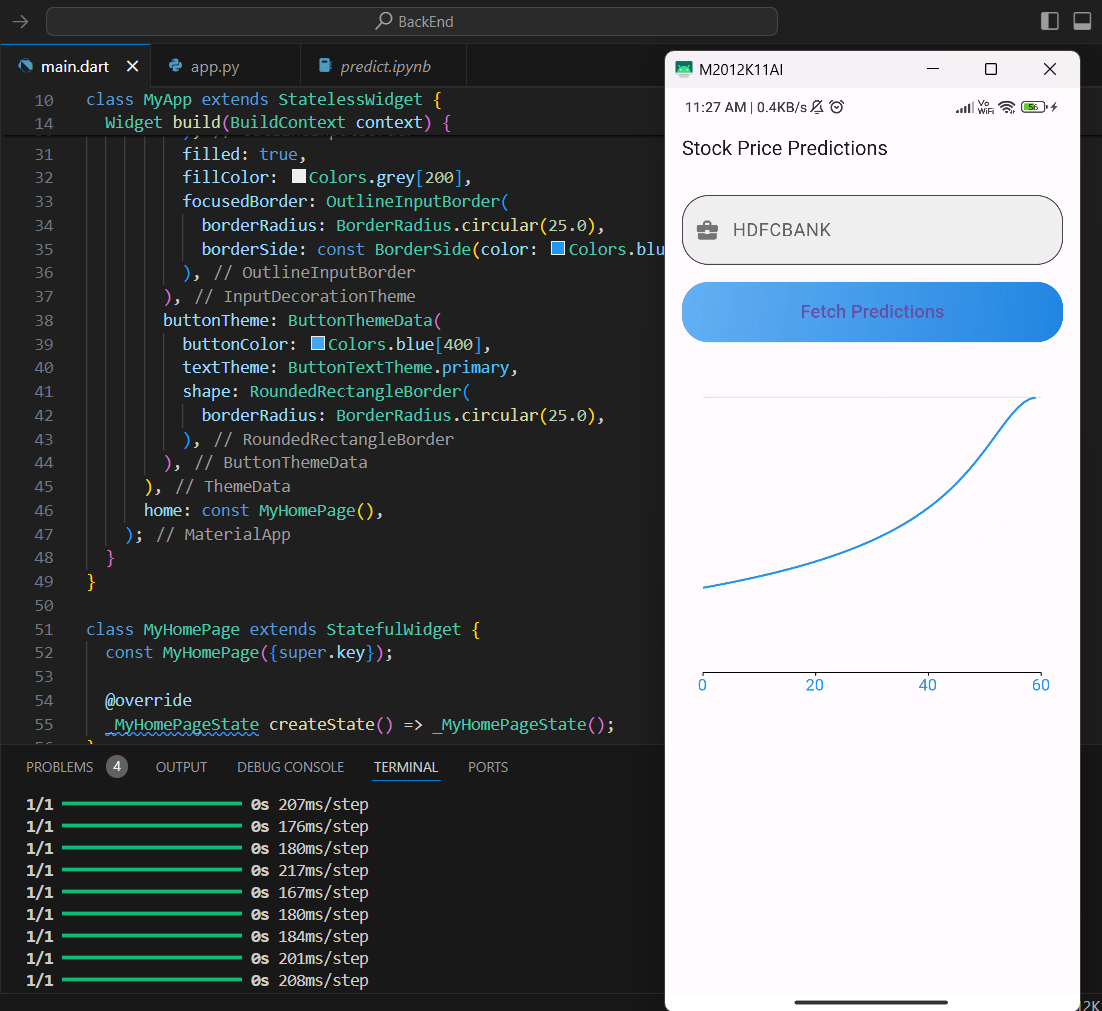 BackEnd
main.dart
app.py
predict.ipynb
10 class MyApp extends StatelessWidget {
14 Widget build(BuildContext context) {
31 filled: true,
32 fillColor: Colors.grey[200],
33 focusedBorder: OutlineInputBorder(
34 borderRadius: BorderRadius.circular(25.0),
35 borderSide: const BorderSide(color: Colors.blu
36 ), // OutlineInputBorder
37 ), // InputDecorationTheme
38 buttonTheme: ButtonThemeData(
39 buttonColor: Colors.blue[400],
40 textTheme: ButtonTextTheme.primary,
41 shape: RoundedRectangleBorder(
42 borderRadius: BorderRadius.circular(25.0),
43 ), // RoundedRectangleBorder
44 ), // ButtonThemeData
45 ), // ThemeData
46 home: const MyHomePage(),
47 ); // MaterialApp
48 }
49 }
50
51 class MyHomePage extends StatefulWidget {
52 const MyHomePage({super.key});
53
54 @override
55 _MyHomePageState createState() => _MyHomePageState();
PROBLEMS 4 OUTPUT DEBUG CONSOLE TERMINAL PORTS
1/1 0s 207ms/step
1/1 0s 176ms/step
1/1 0s 180ms/step
1/1 0s 217ms/step
1/1 0s 167ms/step
1/1 0s 180ms/step
1/1 0s 184ms/step
1/1 0s 201ms/step
1/1 0s 208ms/step
M2012K11AI
11:27 AM | 0.4KB/s Vo WiFi 56
Stock Price Predictions
HDFCBANK
Fetch Predictions
0 20 40 60